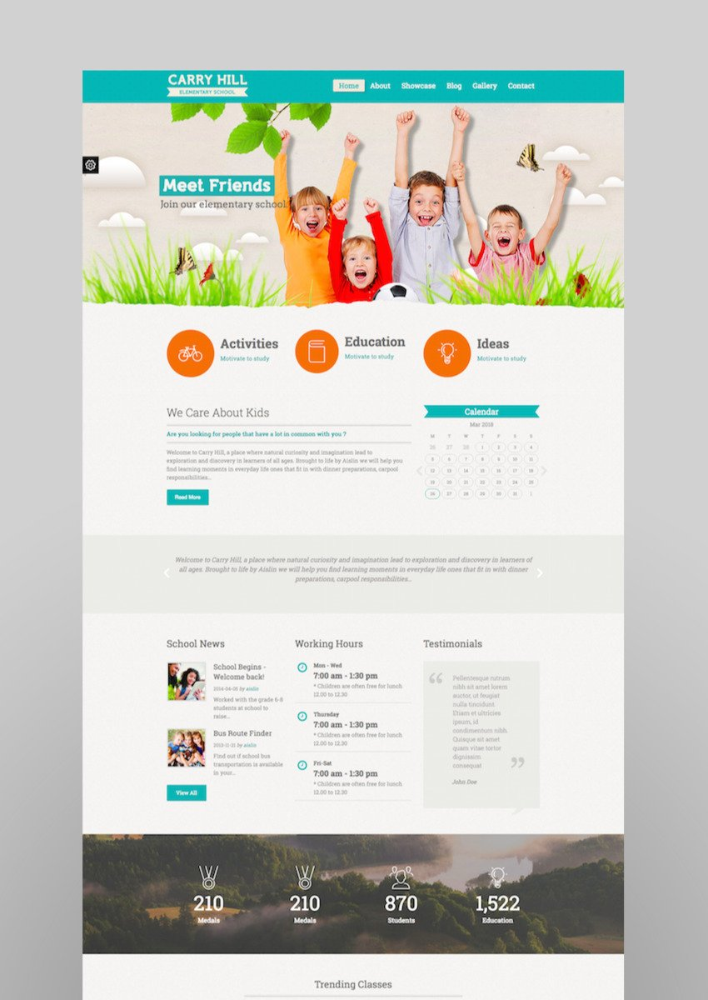 CARRY HILL
ELEMENTARY SCHOOL
Home About Showcase Blog Gallery Contact
Meet Friends
Join our elementary school!
Activities
Motivate to study
Education
Motivate to study
Ideas
Motivate to study
We Care About Kids
Are you looking for people that have a lot in common with you ?
Welcome to Carry Hill, a place where natural curiosity and imagination lead to
exploration and discovery in learners of all ages. Brought to life by Aislin we will help you
find learning moments in everyday life ones that fit in with dinner preparations, carpool
responsibilities...
Read More
Calendar
Mar 2018
M T W T F S S
26 27 28 1 2 3 4
5 6 7 8 9 10 11
12 13 14 15 16 17 18
19 20 21 22 23 24 25
26 27 28 29 30 31 1
Welcome to Carry Hill, a place where natural curiosity and imagination lead to exploration and discovery in learners of
all ages. Brought to life by Aislin we will help you find learning moments in everyday life ones that fit in with dinner
preparations, carpool responsibilities...
School News
School Begins -
Welcome back!
2014-04-05 by aislin
Worked with the grade 6-8
students at school to
raise...
Bus Route Finder
2013-11-21 by aislin
Find out if school bus
transportation is available
in your...
View All
Working Hours
Mon - Wed
7:00 am - 1:30 pm
* Children are often free for lunch
12.00 to 12.30
Thursday
7:00 am - 1:30 pm
* Children are often free for lunch
12.00 to 12.30
Fri-Sat
7:00 am - 1:30 pm
* Children are often free for lunch
12.00 to 12.30
Testimonials
“ Pellentesque rutrum
nibh sit amet lorem
auctor, ut feugiat
nulla tincidunt.
Etiam et ultricies
ipsum, id
condimentum nibh.
Quisque sit amet
quam vitae tortor
dignissim
consequat ”
John Doe
210
Medals
210
Medals
870
Students
1,522
Education
Trending Classes